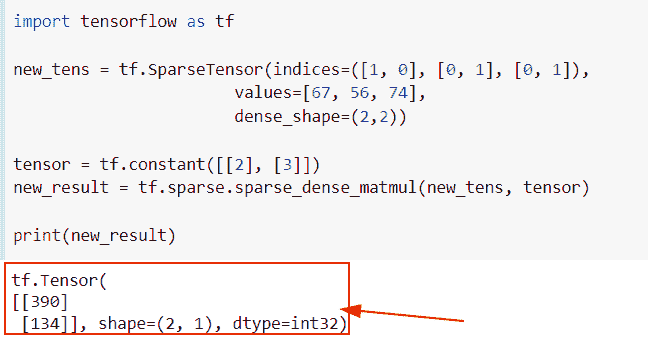 import tensorflow as tf
new_tens = tf.SparseTensor(indices=([1, 0], [0, 1], [0, 1]),
values=[67, 56, 74],
dense_shape=(2,2))
tensor = tf.constant([[2], [3]])
new_result = tf.sparse.sparse_dense_matmul(new_tens, tensor)
print(new_result)
tf.Tensor(
[[390]
[134]], shape=(2, 1), dtype=int32)